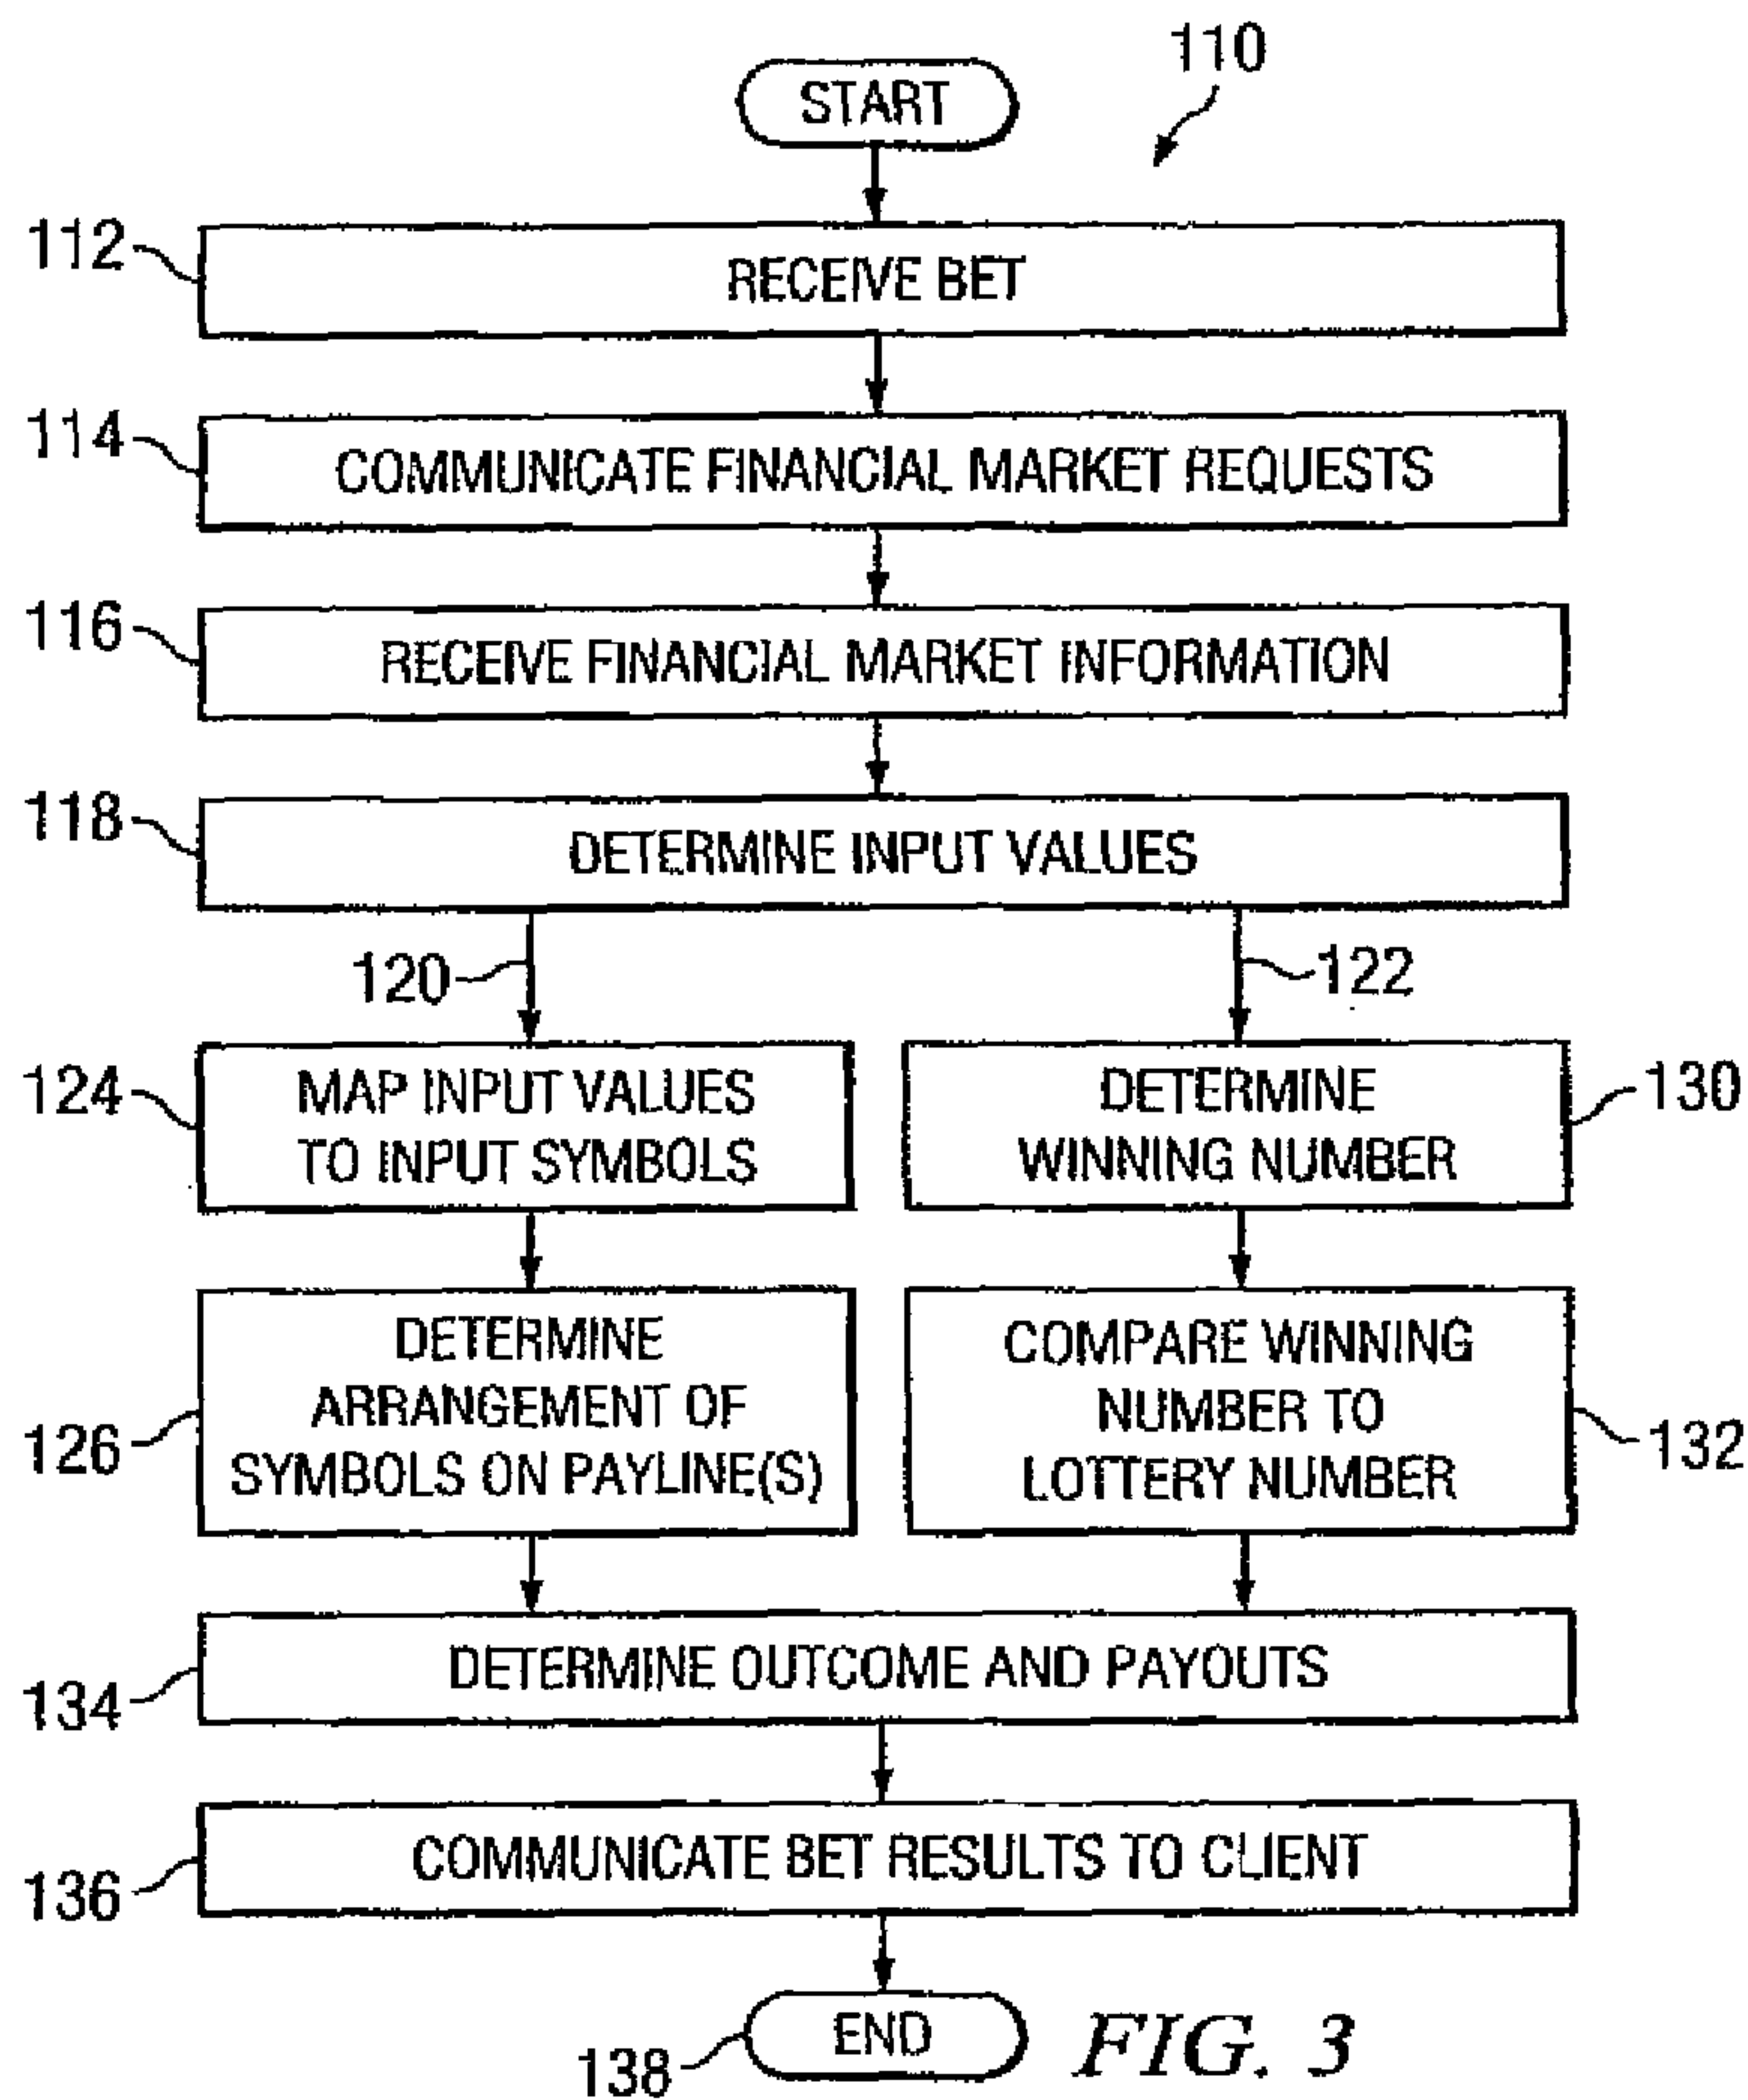 110
START
112
RECEIVE BET
114
COMMUNICATE FINANCIAL MARKET REQUESTS
116
RECEIVE FINANCIAL MARKET INFORMATION
118
DETERMINE INPUT VALUES
120
122
124
MAP INPUT VALUES
TO INPUT SYMBOLS
DETERMINE
WINNING NUMBER
130
126
DETERMINE
ARRANGEMENT OF
SYMBOLS ON PAYLINE(S)
COMPARE WINNING
NUMBER TO
LOTTERY NUMBER
132
134
DETERMINE OUTCOME AND PAYOUTS
136
COMMUNICATE BET RESULTS TO CLIENT
138
END
FIG. 3